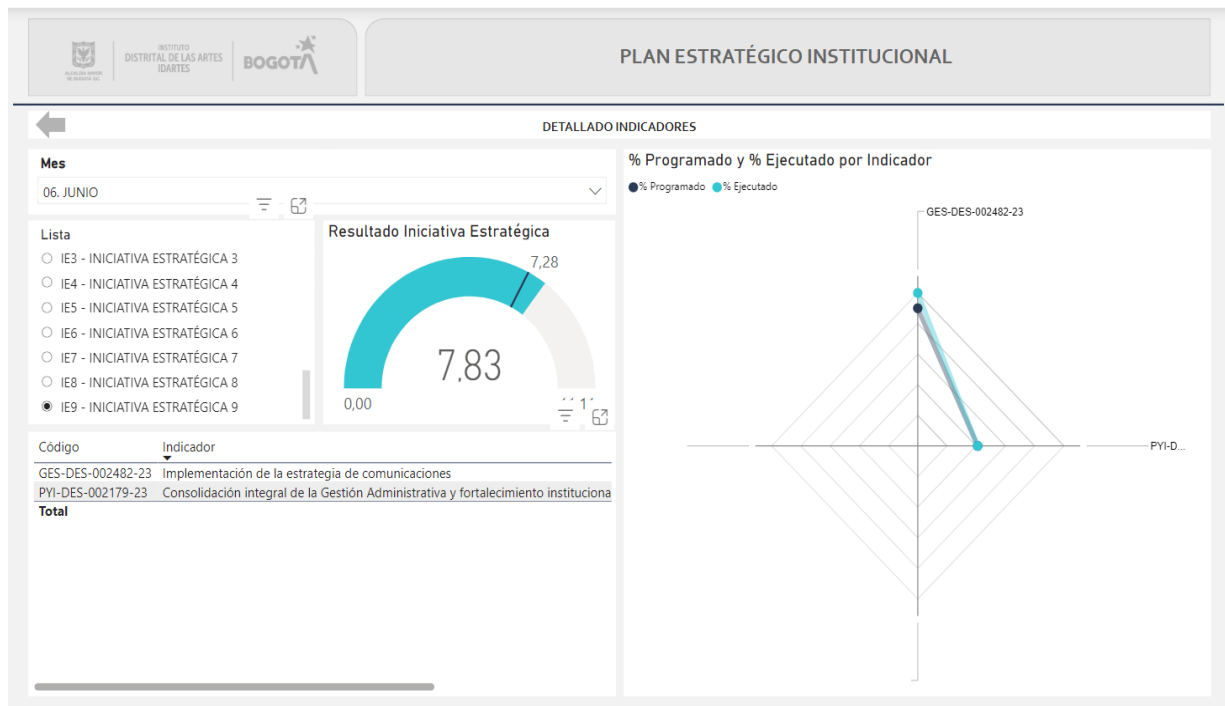 ALCALDÍA MAYOR
DE BOGOTÁ D.C.
INSTITUTO
DISTRITAL DE LAS ARTES
IDARTES
BOGOTÁ
PLAN ESTRATÉGICO INSTITUCIONAL
DETALLADO INDICADORES
Mes
06. JUNIO
Lista
IE3 - INICIATIVA ESTRATÉGICA 3
IE4 - INICIATIVA ESTRATÉGICA 4
IE5 - INICIATIVA ESTRATÉGICA 5
IE6 - INICIATIVA ESTRATÉGICA 6
IE7 - INICIATIVA ESTRATÉGICA 7
IE8 - INICIATIVA ESTRATÉGICA 8
IE9 - INICIATIVA ESTRATÉGICA 9
Resultado Iniciativa Estratégica
7,28
7,83
0,00
Código Indicador
GES-DES-002482-23 Implementación de la estrategia de comunicaciones
PYI-DES-002179-23 Consolidación integral de la Gestión Administrativa y fortalecimiento instituciona
Total
% Programado y % Ejecutado por Indicador
% Programado % Ejecutado
GES-DES-002482-23
PYI-D...